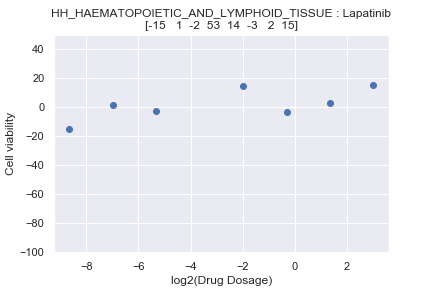 HH_HAEMATOPOIETIC_AND_LYMPHOID_TISSUE : Lapatinib
[-15 1 -2 53 14 -3 2 15]
40
20
0
−20
−40
−60
−80
−100
Cell viability
−8 −6 −4 −2 0 2
log2(Drug Dosage)